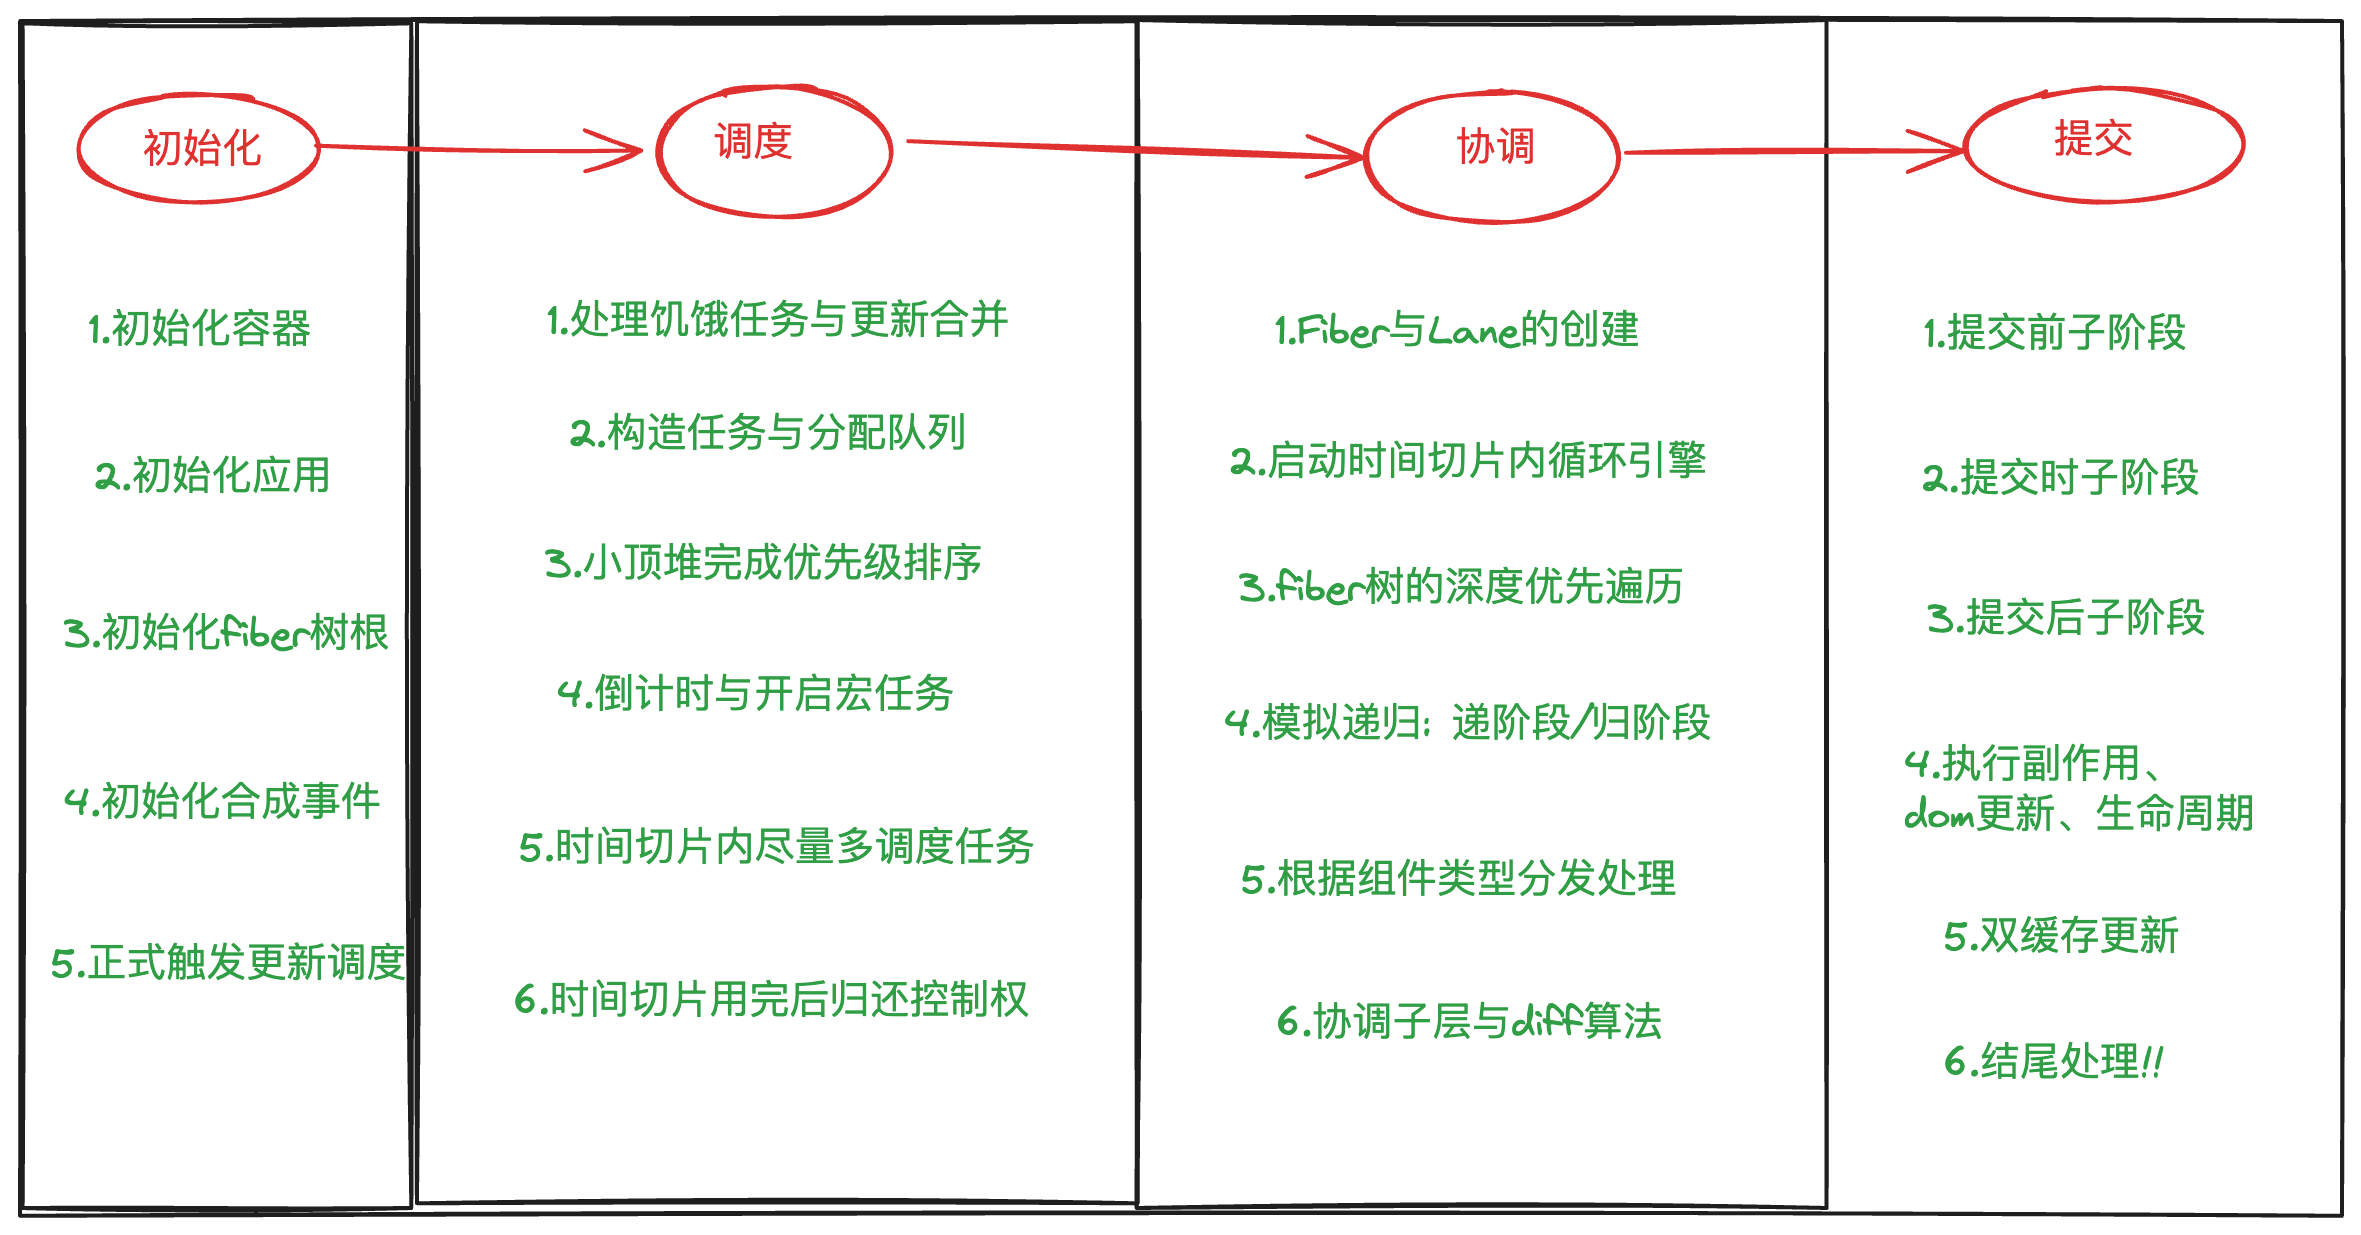 初始化
1.初始化容器
2.初始化应用
3.初始化fiber树根
4.初始化合成事件
5.正式触发更新调度
调度
1.处理饥饿任务与更新合并
2.构造任务与分配队列
3.小顶堆完成优先级排序
4.倒计时与开启宏任务
5.时间切片内尽量多调度任务
6.时间切片用完后归还控制权
协调
1.Fiber与Lane的创建
2.启动时间切片内循环引擎
3.fiber树的深度优先遍历
4.模拟递归：递阶段/归阶段
5.根据组件类型分发处理
6.协调子层与diff算法
提交
1.提交前子阶段
2.提交时子阶段
3.提交后子阶段
4.执行副作用、
dom更新、生命周期
5.双缓存更新
6.结尾处理!!